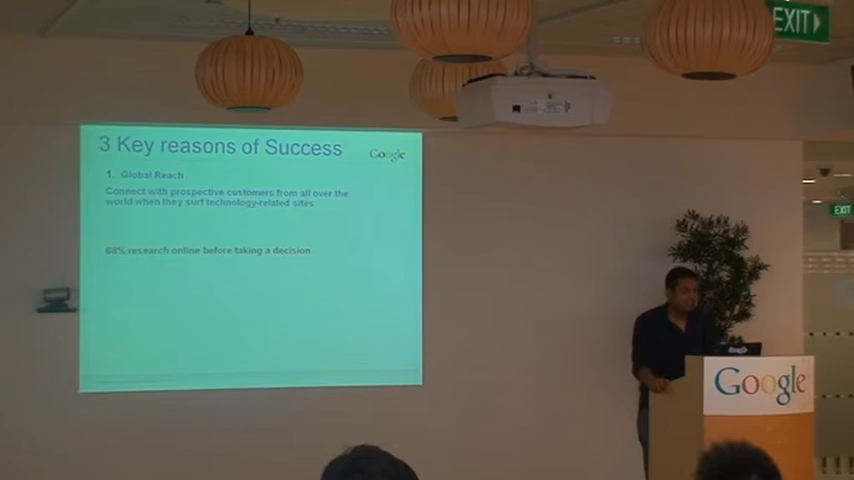 EXIT
3 Key reasons of Success
Google
1. Global Reach
Connect with prospective customers from all over the
world when they surf technology-related sites
68% research online before taking a decision
EXIT
Google
Google